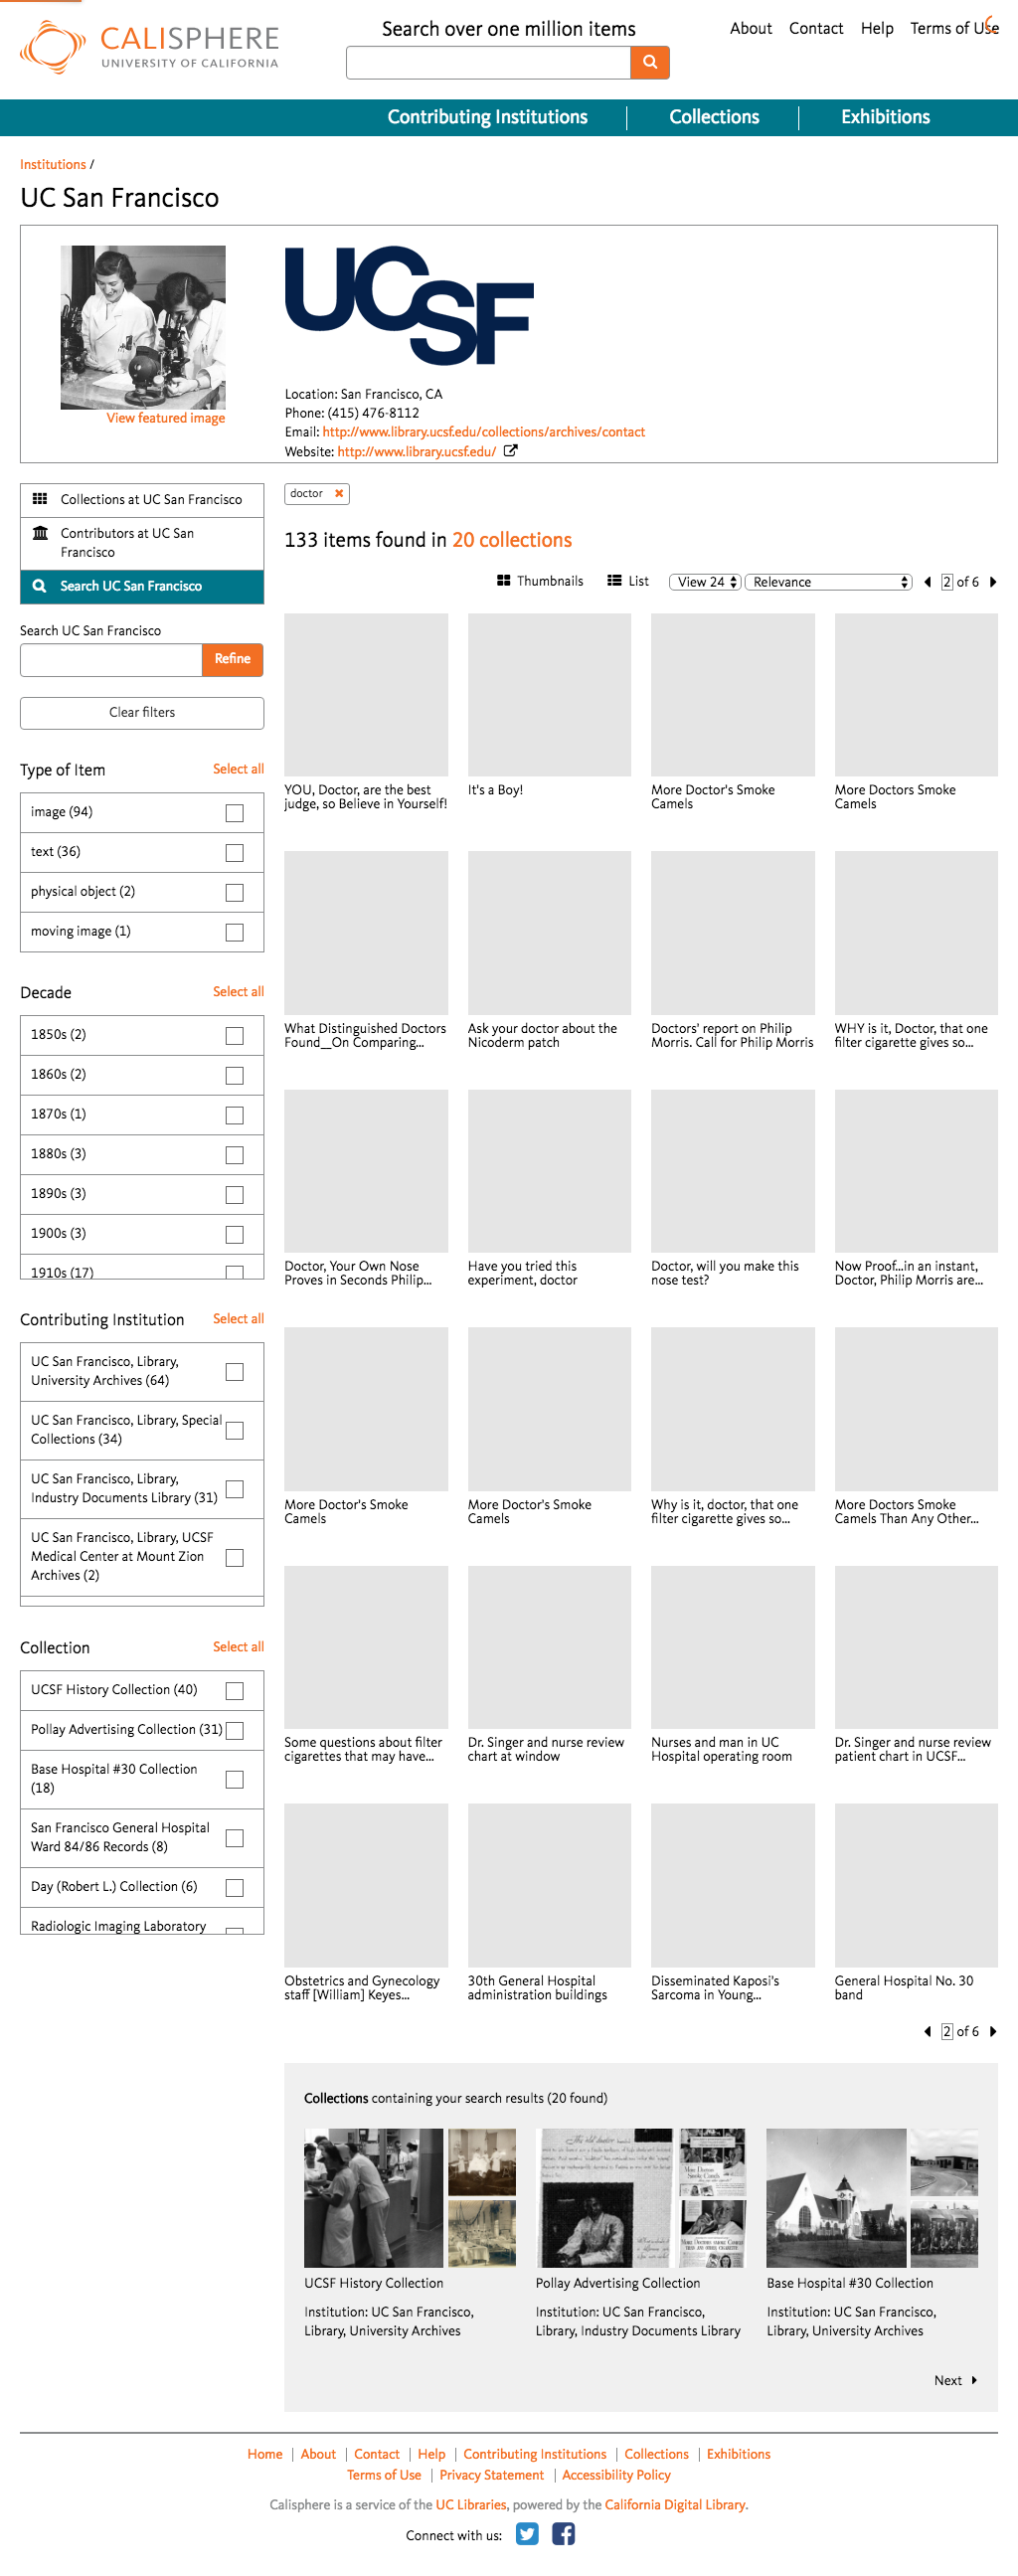 CALISPHERE
UNIVERSITY OF CALIFORNIA
Search over one million items
About Contact Help Terms of Use
Contributing Institutions Collections Exhibitions
Institutions /
UC San Francisco
View featured image
UCSF
Location: San Francisco, CA
Phone: (415) 476-8112
Email: http://www.library.ucsf.edu/collections/archives/contact
Website: http://www.library.ucsf.edu/
Collections at UC San Francisco
Contributors at UC San
Francisco
Search UC San Francisco
Search UC San Francisco
Refine
Clear filters
Type of Item Select all
image (94)
text (36)
physical object (2)
moving image (1)
Decade Select all
1850s (2)
1860s (2)
1870s (1)
1880s (3)
1890s (3)
1900s (3)
1910s (17)
Contributing Institution Select all
UC San Francisco, Library,
University Archives (64)
UC San Francisco, Library, Special
Collections (34)
UC San Francisco, Library,
Industry Documents Library (31)
UC San Francisco, Library, UCSF
Medical Center at Mount Zion
Archives (2)
Collection Select all
UCSF History Collection (40)
Pollay Advertising Collection (31)
Base Hospital #30 Collection
(18)
San Francisco General Hospital
Ward 84/86 Records (8)
Day (Robert L.) Collection (6)
Radiologic Imaging Laboratory
doctor
133 items found in 20 collections
Thumbnails List View 24 Relevance 2 of 6
YOU, Doctor, are the best
judge, so Believe in Yourself!
It's a Boy!
More Doctor's Smoke
Camels
More Doctors Smoke
Camels
What Distinguished Doctors
Found__On Comparing...
Ask your doctor about the
Nicoderm patch
Doctors' report on Philip
Morris. Call for Philip Morris
WHY is it, Doctor, that one
filter cigarette gives so...
Doctor, Your Own Nose
Proves in Seconds Philip...
Have you tried this
experiment, doctor
Doctor, will you make this
nose test?
Now Proof...in an instant,
Doctor, Philip Morris are...
More Doctor's Smoke
Camels
More Doctor's Smoke
Camels
Why is it, doctor, that one
filter cigarette gives so...
More Doctors Smoke
Camels Than Any Other...
Some questions about filter
cigarettes that may have...
Dr. Singer and nurse review
chart at window
Nurses and man in UC
Hospital operating room
Dr. Singer and nurse review
patient chart in UCSF...
Obstetrics and Gynecology
staff [William] Keyes...
30th General Hospital
administration buildings
Disseminated Kaposi's
Sarcoma in Young...
General Hospital No. 30
band
2 of 6
Collections containing your search results (20 found)
UCSF History Collection
Institution: UC San Francisco,
Library, University Archives
Pollay Advertising Collection
Institution: UC San Francisco,
Library, Industry Documents Library
Base Hospital #30 Collection
Institution: UC San Francisco,
Library, University Archives
Next
Home | About | Contact | Help | Contributing Institutions | Collections | Exhibitions
Terms of Use | Privacy Statement | Accessibility Policy
Calisphere is a service of the UC Libraries, powered by the California Digital Library.
Connect with us: